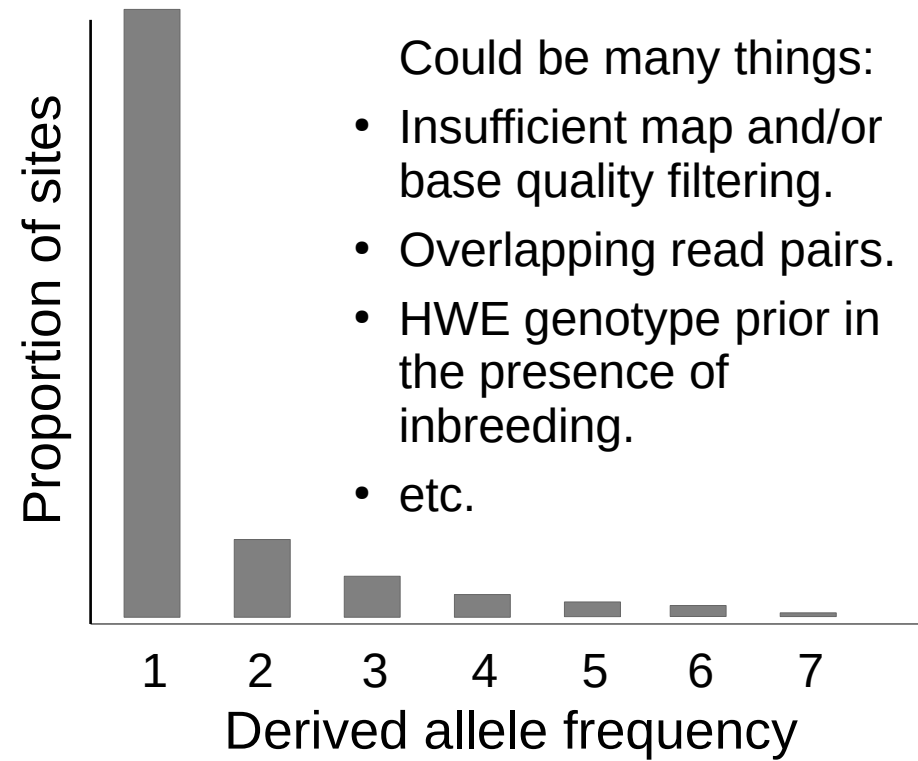 Could be many things:
• Insufficient map and/or
base quality filtering.
• Overlapping read pairs.
• HWE genotype prior in
the presence of
inbreeding.
• etc.
Proportion of sites
1 2 3 4 5 6 7
Derived allele frequency